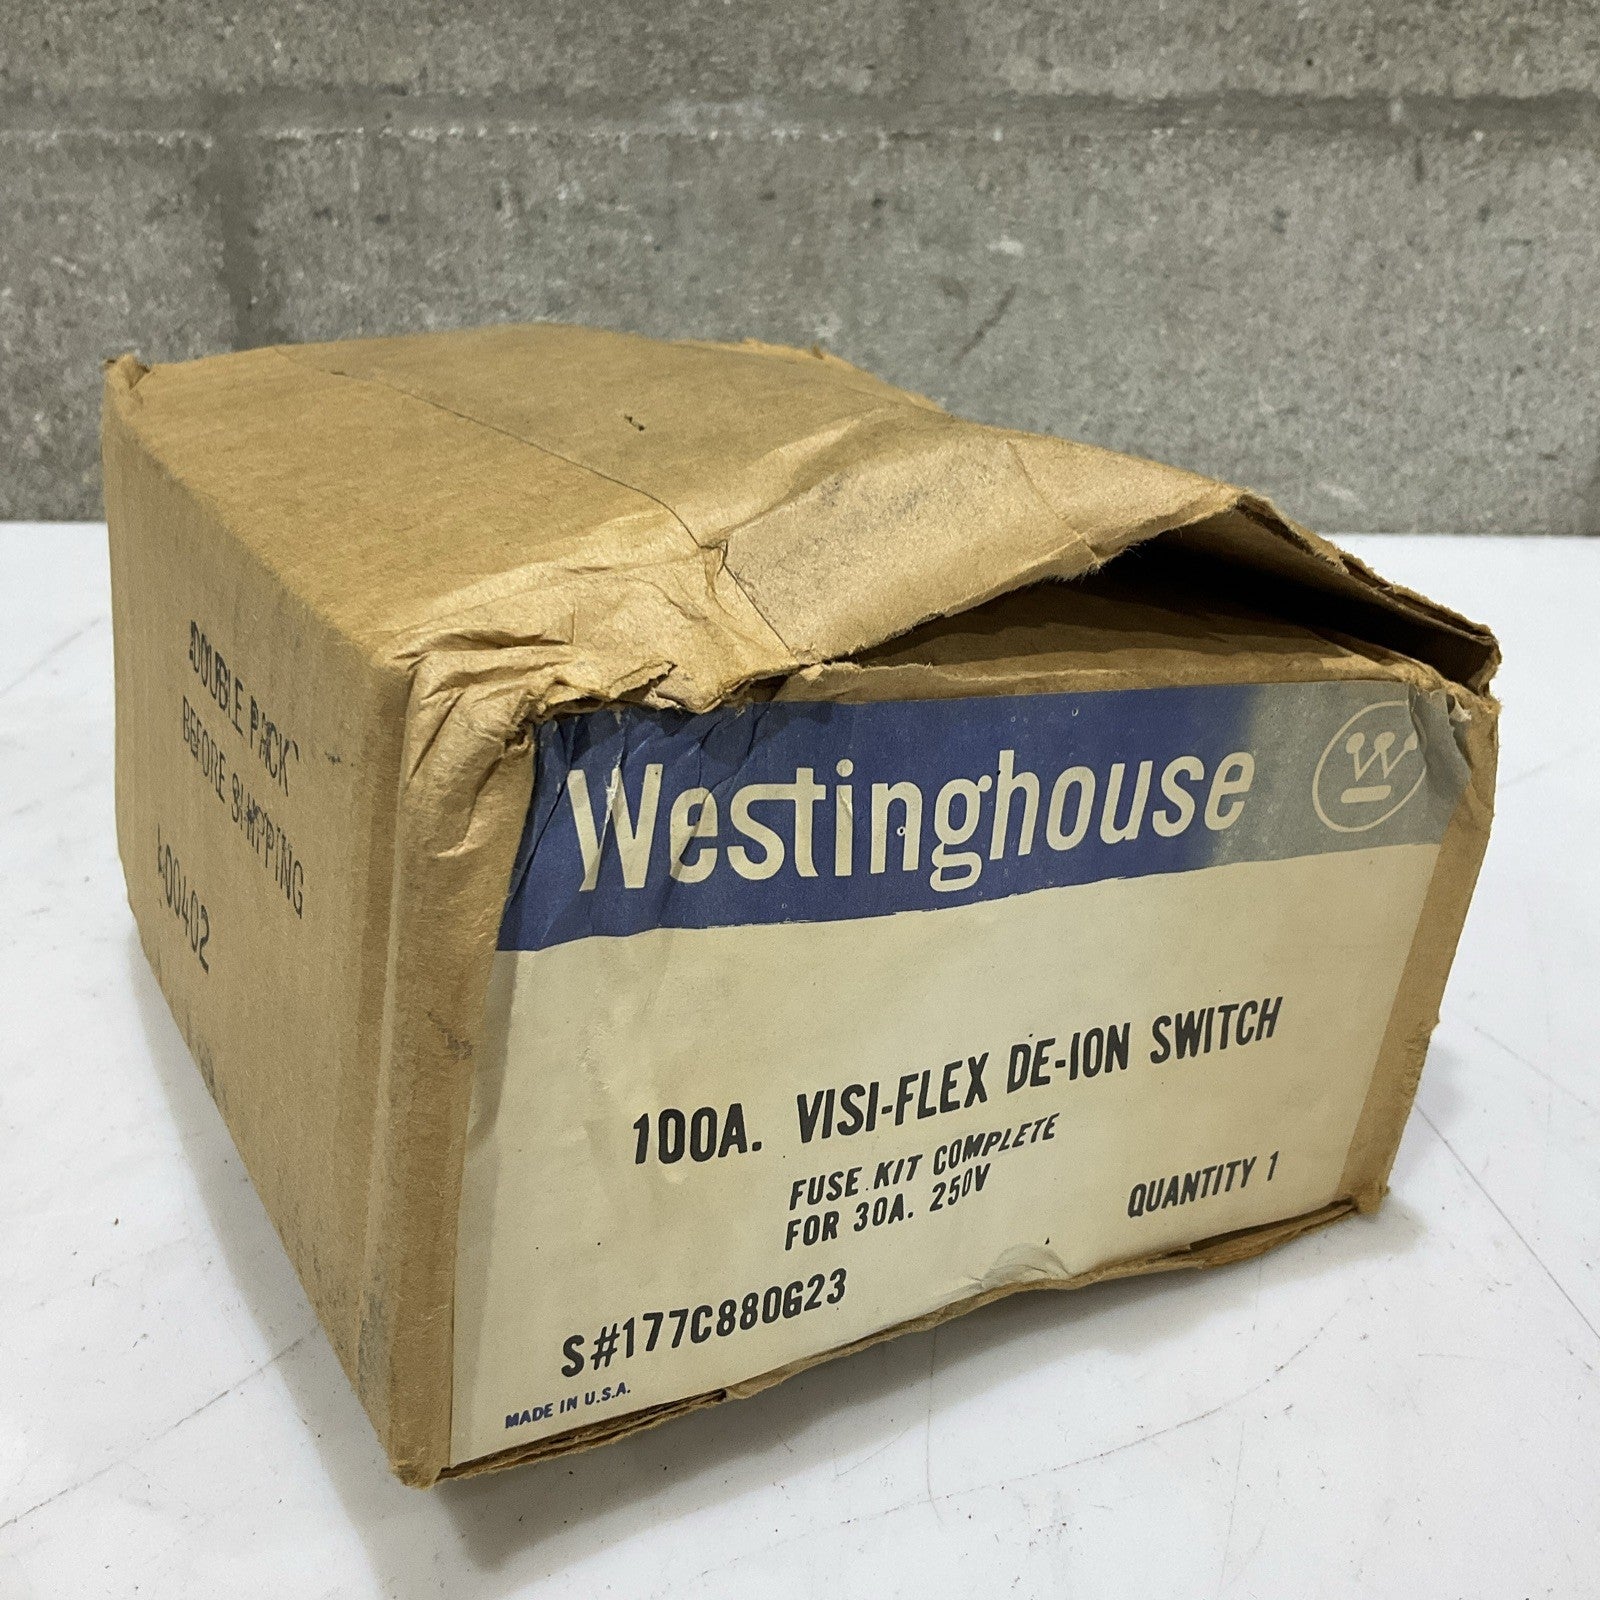 DOUBLE PACK
BEFORE SHIPPING
00402
Westinghouse
W
100A. VISI-FLEX DE-ION SWITCH
FUSE KIT COMPLETE
FOR 30A. 250V
QUANTITY 1
S#177C880G23
MADE IN U.S.A.